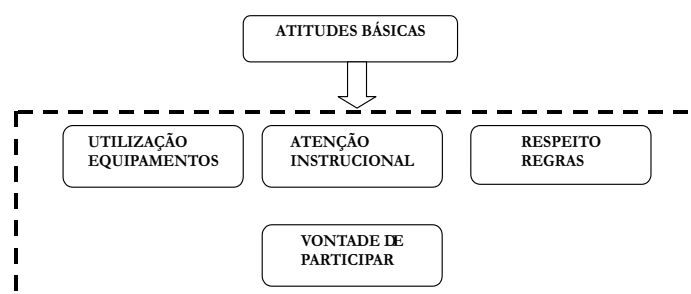 ATITUDES BÁSICAS
UTILIZAÇÃO
EQUIPAMENTOS
ATENÇÃO
INSTRUCIONAL
RESPEITO
REGRAS
VONTADE DE
PARTICIPAR